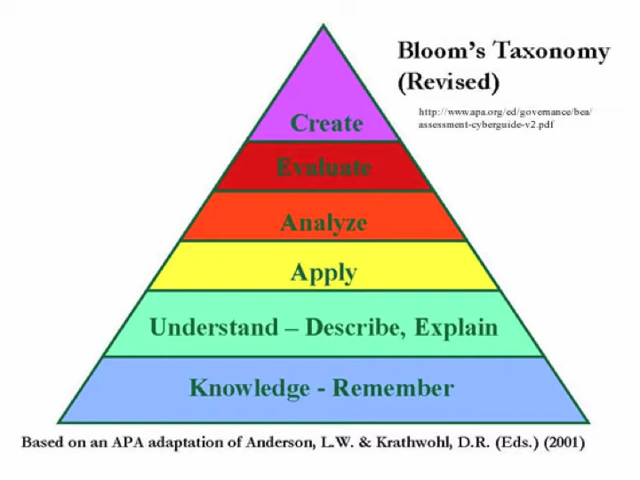 Bloom's Taxonomy
(Revised)
http://www.apa.org/ed/governance/bea/
assessment-cyberguide-v2.pdf
Create
Evaluate
Analyze
Apply
Understand – Describe, Explain
Knowledge - Remember
Based on an APA adaptation of Anderson, L.W. & Krathwohl, D.R. (Eds.) (2001)